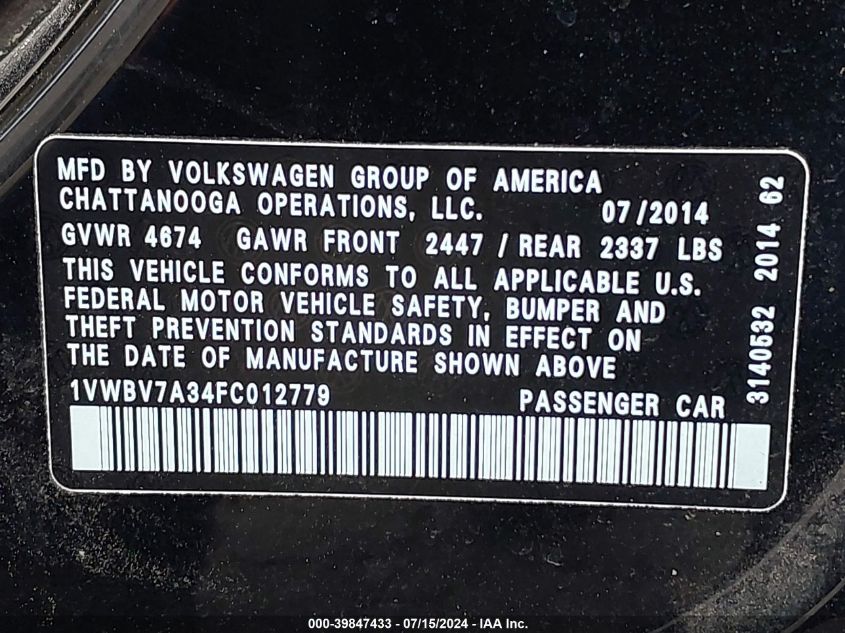 MFD BY VOLKSWAGEN GROUP OF AMERICA
CHATTANOOGA OPERATIONS, LLC. 07/2014
GVWR 4674 GAWR FRONT 2447 / REAR 2337 LBS
THIS VEHICLE CONFORMS TO ALL APPLICABLE U.S.
FEDERAL MOTOR VEHICLE SAFETY, BUMPER AND
THEFT PREVENTION STANDARDS IN EFFECT ON
THE DATE OF MANUFACTURE SHOWN ABOVE
1VWBV7A34FC012779 PASSENGER CAR
3140532 2014 62
000-39847433 - 07/15/2024 - IAA Inc.